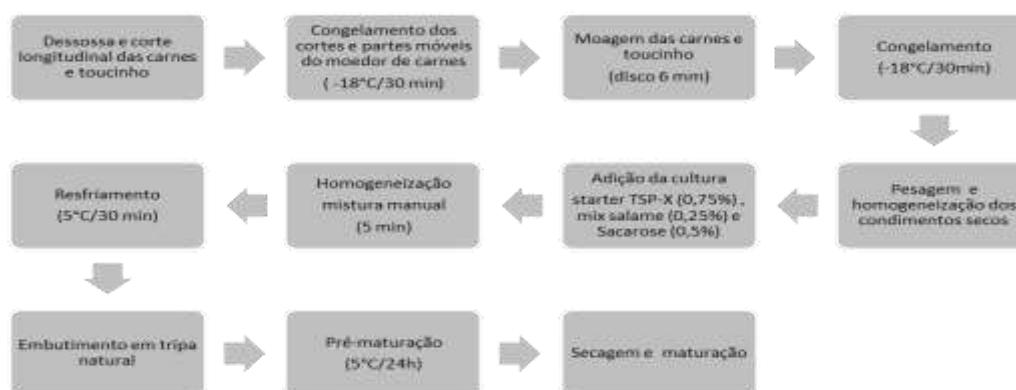 Dessossa e corte
longitudinal das carnes
e toucinho
Congelamento dos
cortes e partes móveis
do moedor de carnes
( -18°C/30 min)
Moagem das carnes e
toucinho
(disco 6 mm)
Congelamento
(-18°C/30min)
Pesagem e
homogeneização dos
condimentos secos
Adição da cultura
starter TSP-X (0,75%) ,
mix salame (0,25%) e
Sacarose (0,5%)
Homogeneização
mistura manual
(5 min)
Resfriamento
(5°C/30 min)
Embutimento em tripa
natural
Pré-maturação
(5°C/24h)
Secagem e maturação